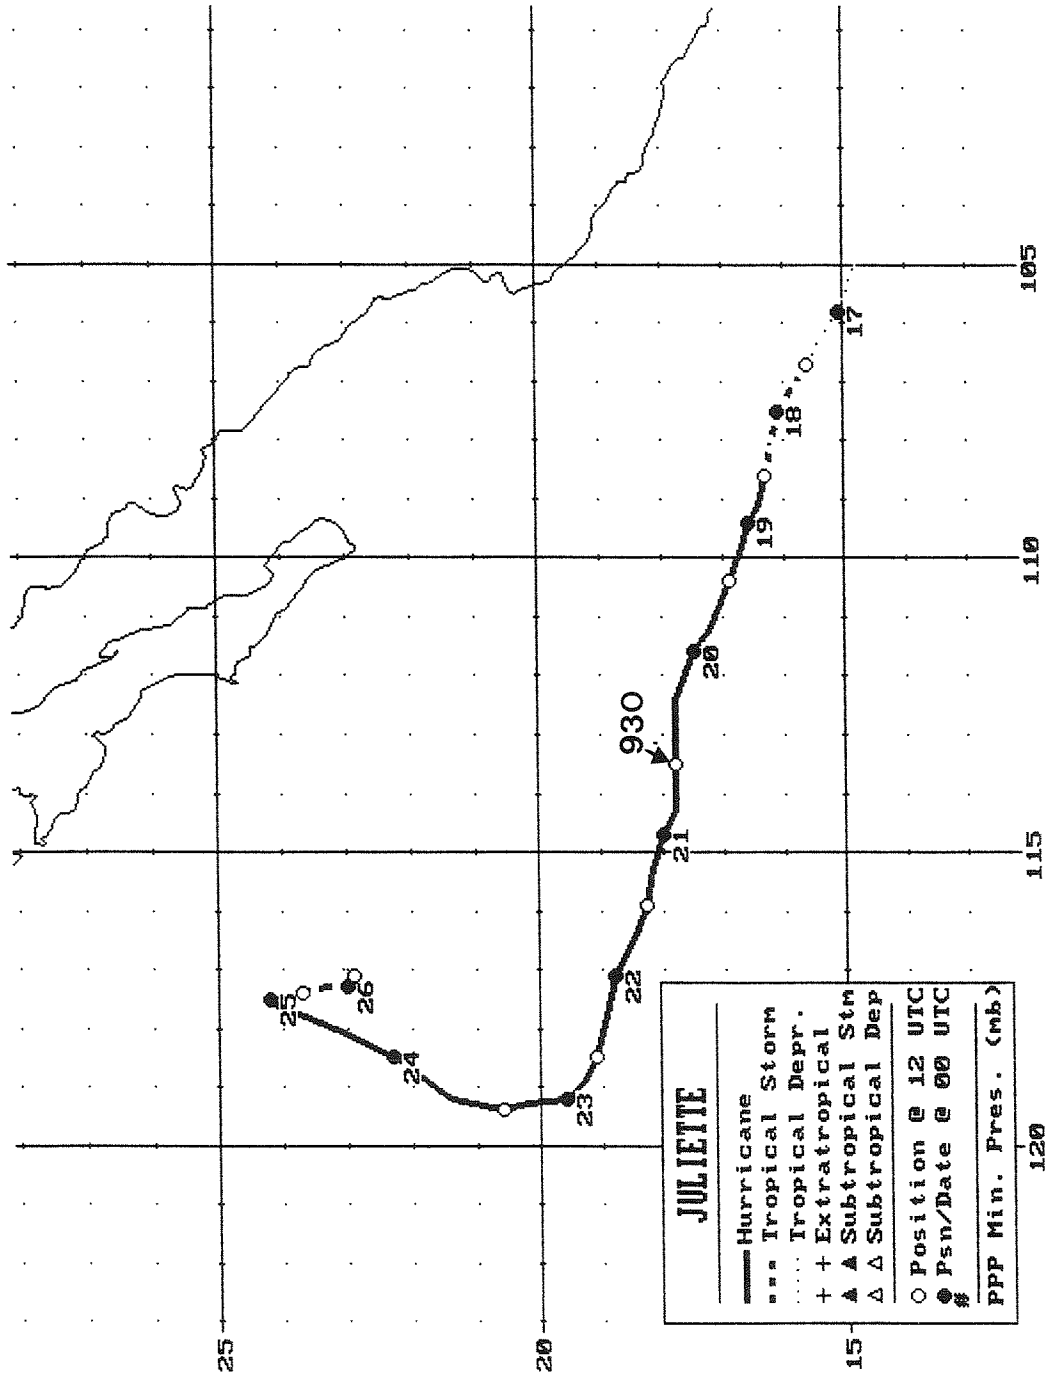 JULIETTE
Hurricane
Tropical Storm
Tropical Depr.
+ + Extratropical
▲ ▲ Subtropical Stm
△ △ Subtropical Dep
○ Position @ 12 UTC
● Psn/Date @ 00 UTC
#
PPP Min. Pres. (mb)
25
20
15
120
115
110
105
17
18
19
20
930
21
22
23
24
25
26